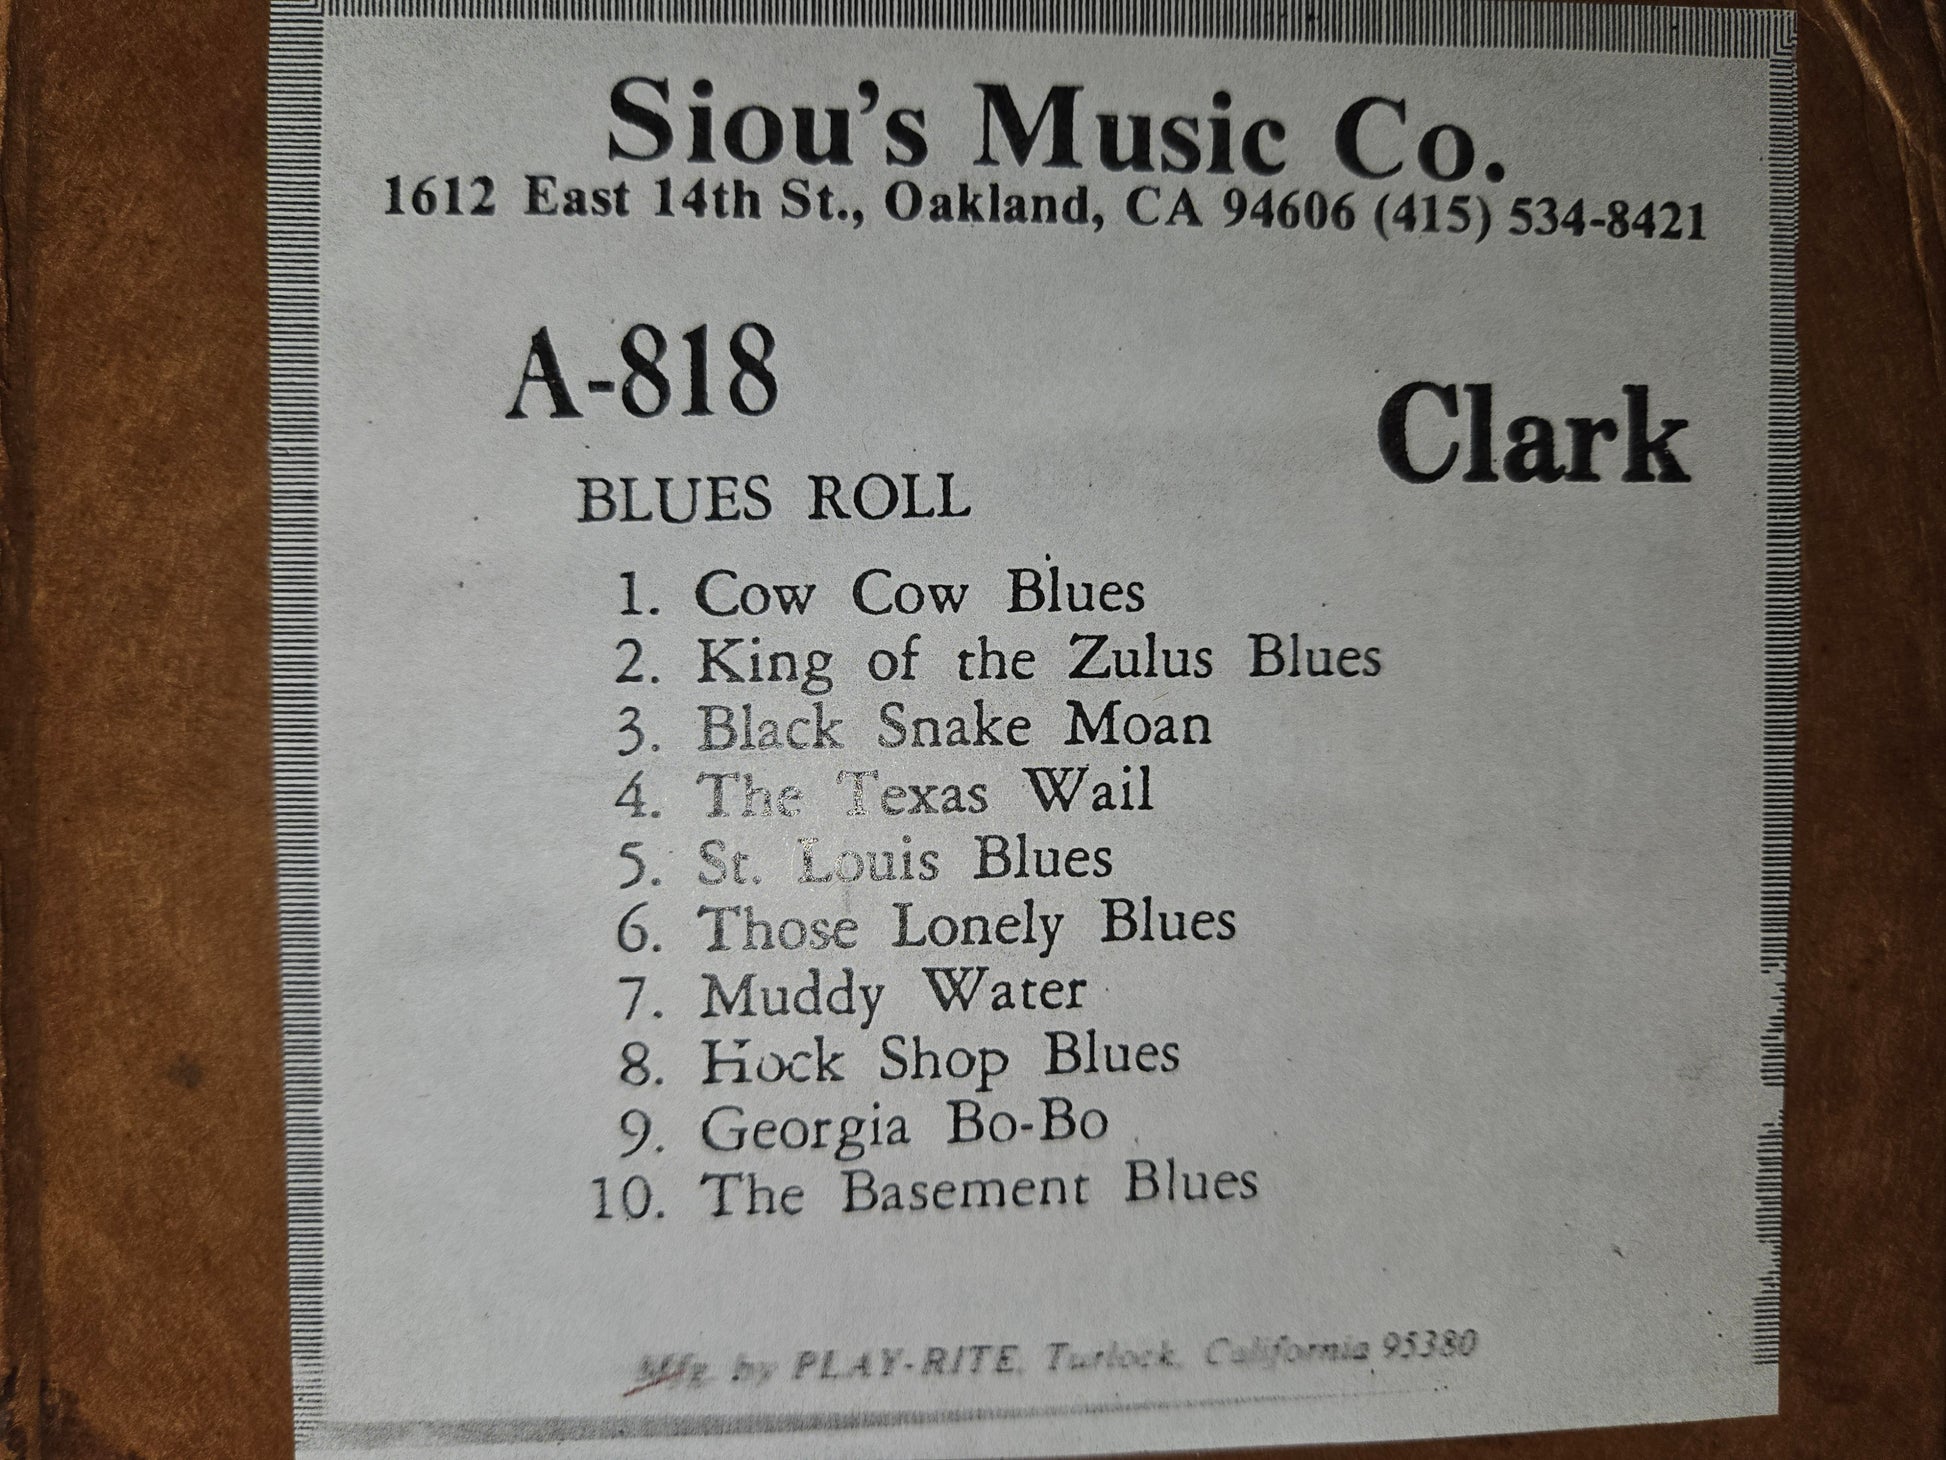 Siou's Music Co.
1612 East 14th St., Oakland, CA 94606 (415) 534-8421
A-818
Clark
BLUES ROLL
1. Cow Cow Blues
2. King of the Zulus Blues
3. Black Snake Moan
4. The Texas Wail
5. St. Louis Blues
6. Those Lonely Blues
7. Muddy Water
8. Hock Shop Blues
9. Georgia Bo-Bo
10. The Basement Blues
Mfg. by PLAY-RITE, Turlock, California 95380